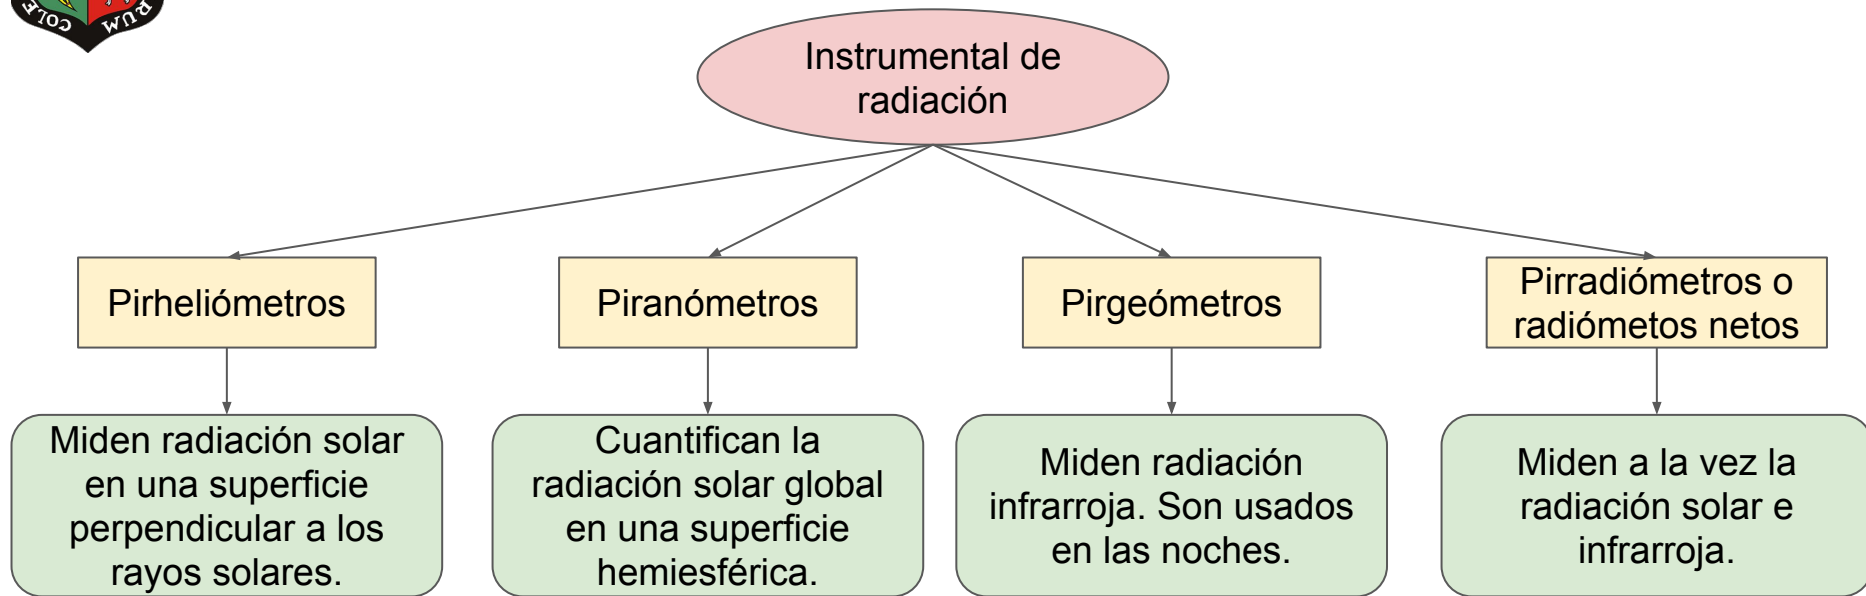 COLE
RUM
Instrumental de
radiación
Pirheliómetros
Piranómetros
Pirgeómetros
Pirradiómetros o
radiómetos netos
Miden radiación solar
en una superficie
perpendicular a los
rayos solares.
Cuantifican la
radiación solar global
en una superficie
hemiesférica.
Miden radiación
infrarroja. Son usados
en las noches.
Miden a la vez la
radiación solar e
infrarroja.